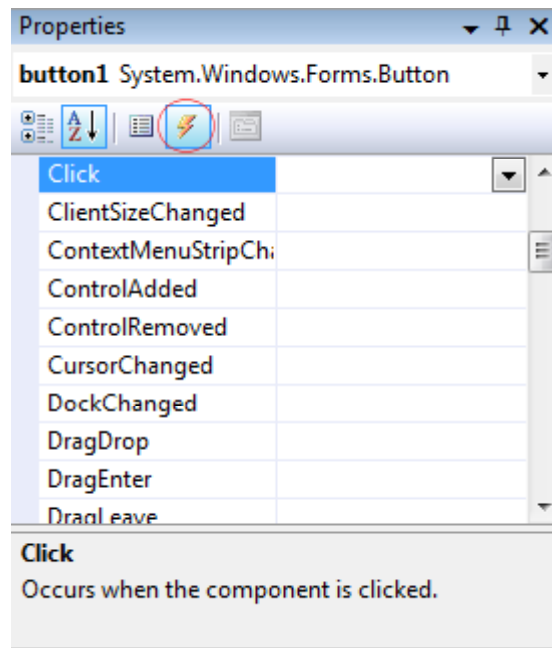 Properties
button1 System.Windows.Forms.Button
Click
ClientSizeChanged
ContextMenuStripCha
ControlAdded
ControlRemoved
CursorChanged
DockChanged
DragDrop
DragEnter
DragLeave
Click
Occurs when the component is clicked.